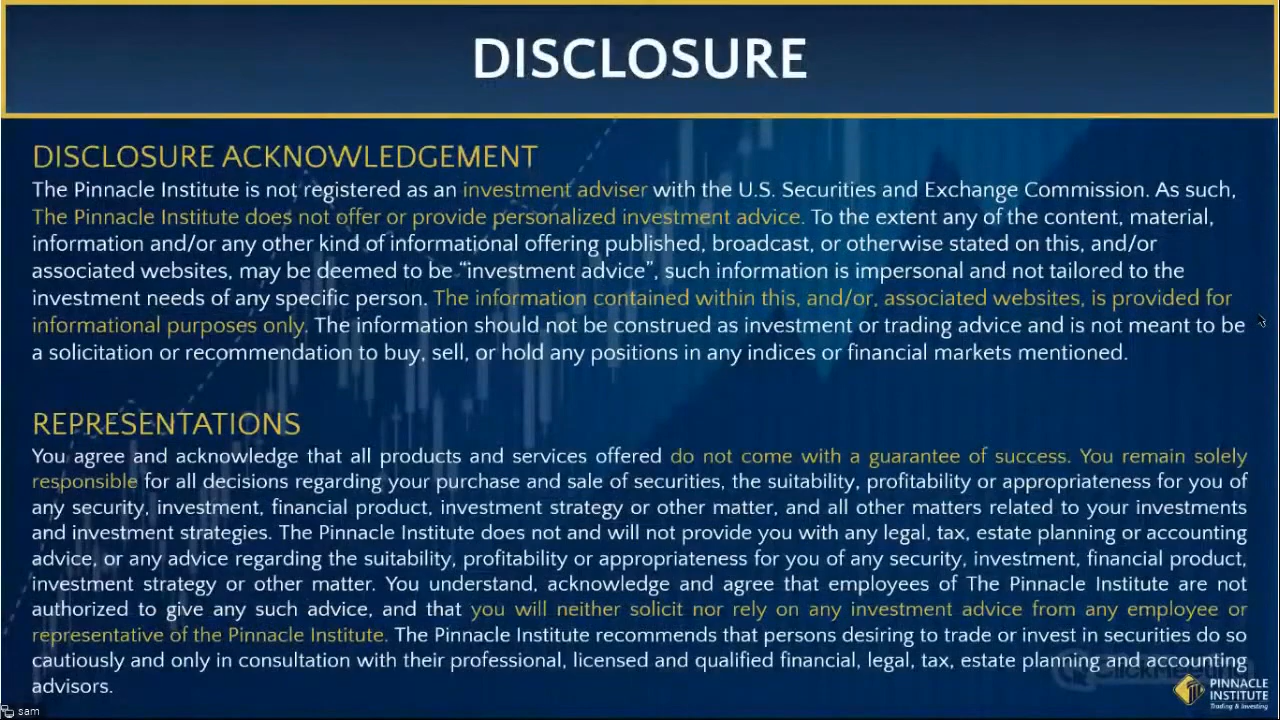 DISCLOSURE
DISCLOSURE ACKNOWLEDGEMENT
The Pinnacle Institute is not registered as an investment adviser with the U.S. Securities and Exchange Commission. As such,
The Pinnacle Institute does not offer or provide personalized investment advice. To the extent any of the content, material,
information and/or any other kind of informational offering published, broadcast, or otherwise stated on this, and/or
associated websites, may be deemed to be “investment advice”, such information is impersonal and not tailored to the
investment needs of any specific person. The information contained within this, and/or, associated websites, is provided for
informational purposes only. The information should not be construed as investment or trading advice and is not meant to be
a solicitation or recommendation to buy, sell, or hold any positions in any indices or financial markets mentioned.
REPRESENTATIONS
You agree and acknowledge that all products and services offered do not come with a guarantee of success. You remain solely
responsible for all decisions regarding your purchase and sale of securities, the suitability, profitability or appropriateness for you of
any security, investment, financial product, investment strategy or other matter, and all other matters related to your investments
and investment strategies. The Pinnacle Institute does not and will not provide you with any legal, tax, estate planning or accounting
advice, or any advice regarding the suitability, profitability or appropriateness for you of any security, investment, financial product,
investment strategy or other matter. You understand, acknowledge and agree that employees of The Pinnacle Institute are not
authorized to give any such advice, and that you will neither solicit nor rely on any investment advice from any employee or
representative of the Pinnacle Institute. The Pinnacle Institute recommends that persons desiring to trade or invest in securities do so
cautiously and only in consultation with their professional, licensed and qualified financial, legal, tax, estate planning and accounting
advisors.
ClickMeeting
PINNACLE
INSTITUTE
Trading & Investing
sam